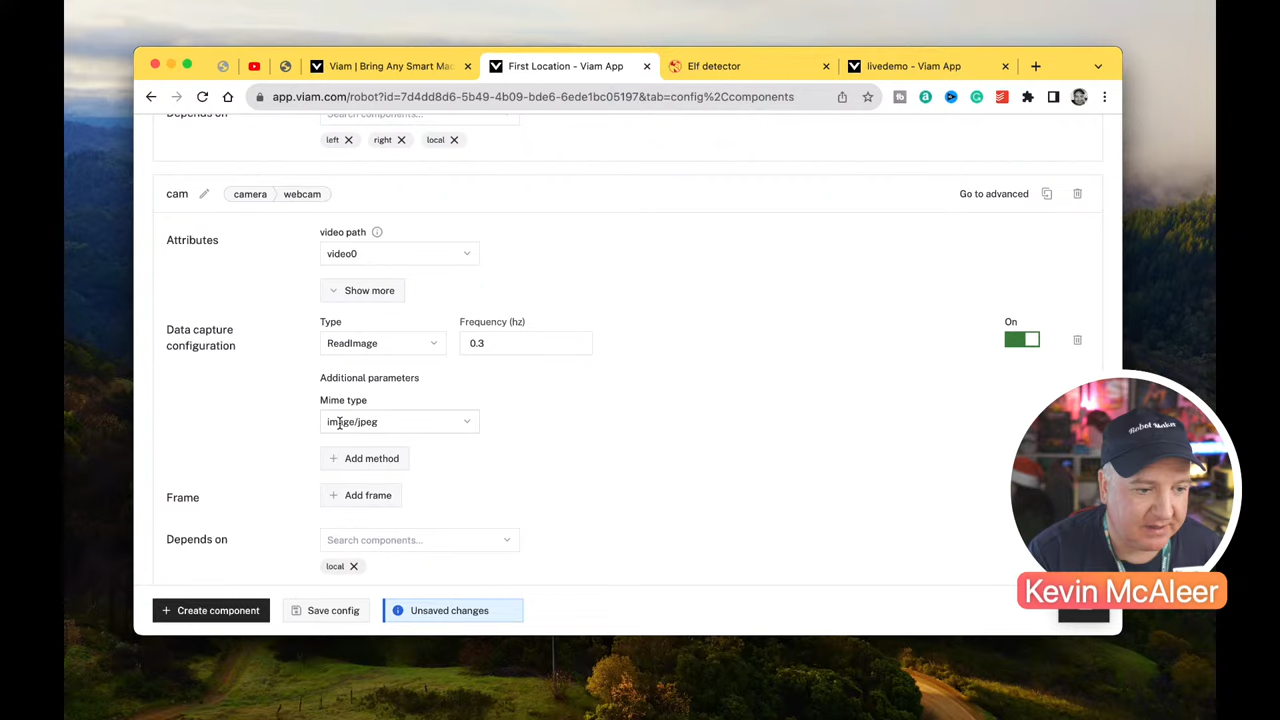 Viam | Bring Any Smart Ma
First Location - Viam App
Elf detector
livedemo - Viam App
app.viam.com/robot?id=7d4dd8d6-5b49-4b09-bde6-6ede1bc05197&tab=config%2Ccomponents
Depends on
Search components...
left
right
local
cam
camera
webcam
Go to advanced
Attributes
video path
video0
Show more
Data capture
configuration
Type
Frequency (hz)
On
ReadImage
0.3
Additional parameters
Mime type
image/jpeg
Add method
Frame
Add frame
Depends on
Search components...
local
Create component
Save config
Unsaved changes
Robot Maker
Kevin McAleer